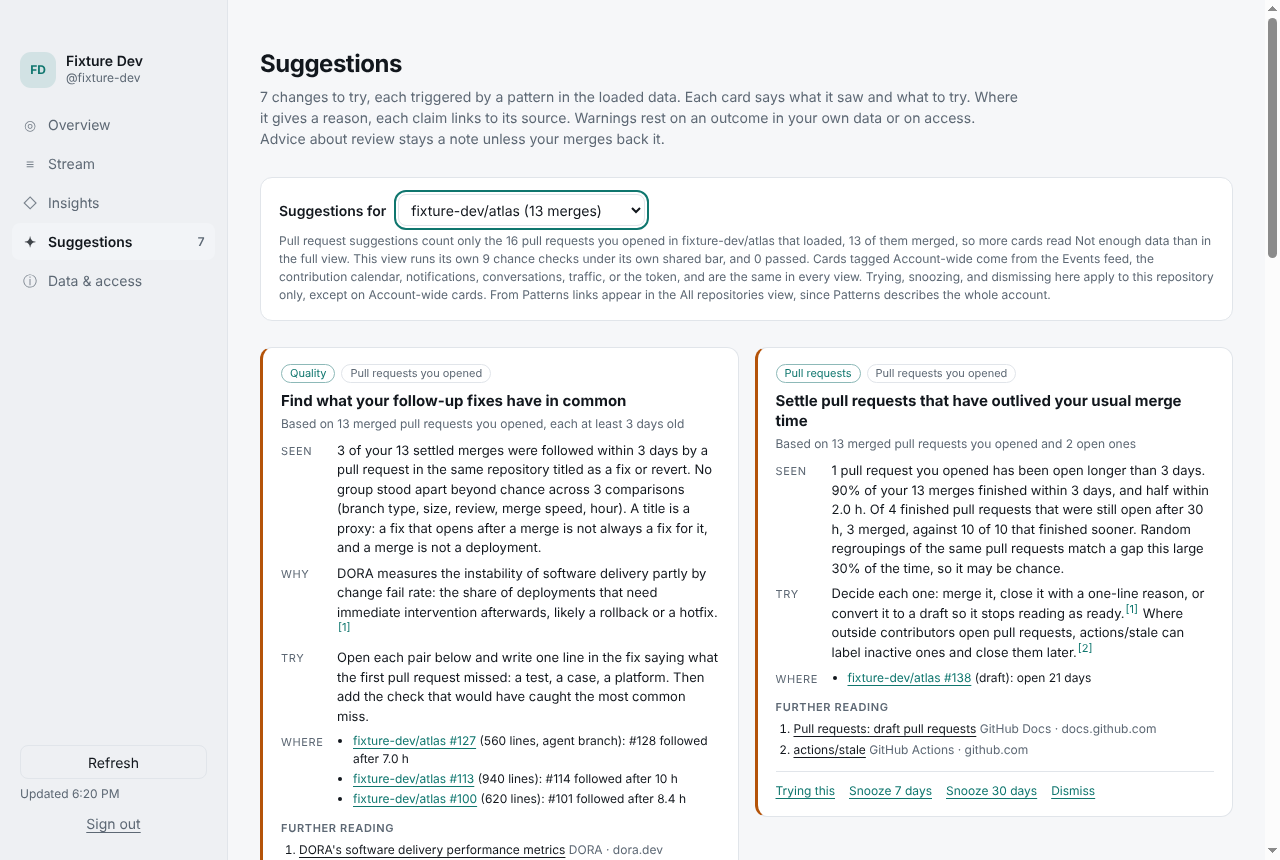 FD
Fixture Dev
@fixture-dev
Overview
Stream
Insights
Suggestions 7
Data & access
Refresh
Updated 6:20 PM
Sign out
Suggestions
7 changes to try, each triggered by a pattern in the loaded data. Each card says what it saw and what to try. Where
it gives a reason, each claim links to its source. Warnings rest on an outcome in your own data or on access.
Advice about review stays a note unless your merges back it.
Suggestions for fixture-dev/atlas (13 merges)
Pull request suggestions count only the 16 pull requests you opened in fixture-dev/atlas that loaded, 13 of them merged, so more cards read Not enough data than in
the full view. This view runs its own 9 chance checks under its own shared bar, and 0 passed. Cards tagged Account-wide come from the Events feed, the
contribution calendar, notifications, conversations, traffic, or the token, and are the same in every view. Trying, snoozing, and dismissing here apply to this repository
only, except on Account-wide cards. From Patterns links appear in the All repositories view, since Patterns describes the whole account.
Quality Pull requests you opened
Find what your follow-up fixes have in common
Based on 13 merged pull requests you opened, each at least 3 days old
SEEN 3 of your 13 settled merges were followed within 3 days by a
pull request in the same repository titled as a fix or revert. No
group stood apart beyond chance across 3 comparisons
(branch type, size, review, merge speed, hour). A title is a
proxy: a fix that opens after a merge is not always a fix for it,
and a merge is not a deployment.
WHY DORA measures the instability of software delivery partly by
change fail rate: the share of deployments that need
immediate intervention afterwards, likely a rollback or a hotfix.
[1]
TRY Open each pair below and write one line in the fix saying what
the first pull request missed: a test, a case, a platform. Then
add the check that would have caught the most common
miss.
WHERE • fixture-dev/atlas #127 (560 lines, agent branch): #128 followed
after 7.0 h
• fixture-dev/atlas #113 (940 lines): #114 followed after 10 h
• fixture-dev/atlas #100 (620 lines): #101 followed after 8.4 h
FURTHER READING
1. DORA's software delivery performance metrics DORA · dora.dev
Pull requests Pull requests you opened
Settle pull requests that have outlived your usual merge
time
Based on 13 merged pull requests you opened and 2 open ones
SEEN 1 pull request you opened has been open longer than 3 days.
90% of your 13 merges finished within 3 days, and half within
2.0 h. Of 4 finished pull requests that were still open after 30
h, 3 merged, against 10 of 10 that finished sooner. Random
regroupings of the same pull requests match a gap this large
30% of the time, so it may be chance.
TRY Decide each one: merge it, close it with a one-line reason, or
convert it to a draft so it stops reading as ready.[1] Where
outside contributors open pull requests, actions/stale can
label inactive ones and close them later.[2]
WHERE • fixture-dev/atlas #138 (draft): open 21 days
FURTHER READING
1. Pull requests: draft pull requests GitHub Docs · docs.github.com
2. actions/stale GitHub Actions · github.com
Trying this Snooze 7 days Snooze 30 days Dismiss